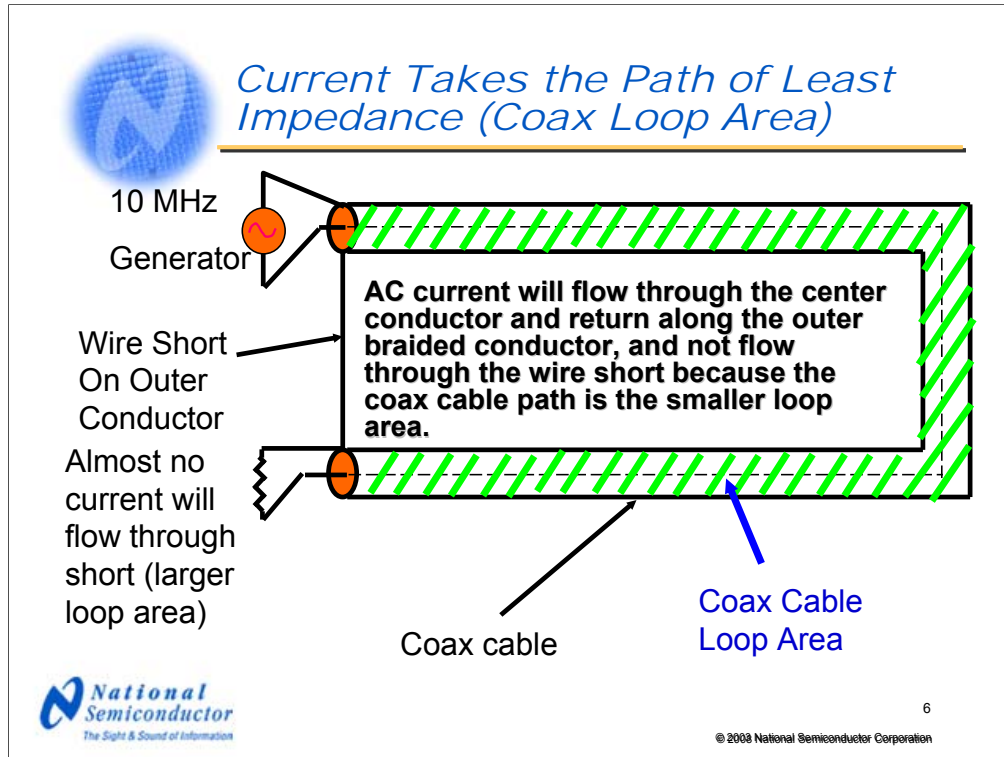 Current Takes the Path of Least
Impedance (Coax Loop Area)
10 MHz
Generator
AC current will flow through the center
conductor and return along the outer
braided conductor, and not flow
through the wire short because the
coax cable path is the smaller loop
area.
Wire Short
On Outer
Conductor
Almost no
current will
flow through
short (larger
loop area)
Coax cable
Coax Cable
Loop Area
National
Semiconductor
The Sight & Sound of Information
6
© 2003 National Semiconductor Corporation